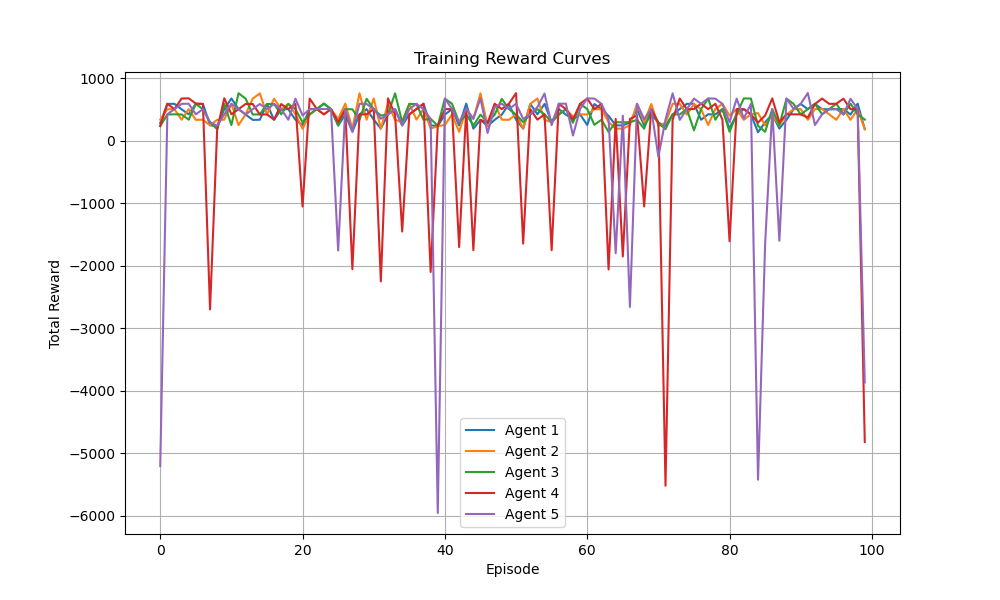 Training Reward Curves
1000
0
−1000
−2000
−3000
−4000
−5000
−6000
Total Reward
Agent 1
Agent 2
Agent 3
Agent 4
Agent 5
0 20 40 60 80 100
Episode